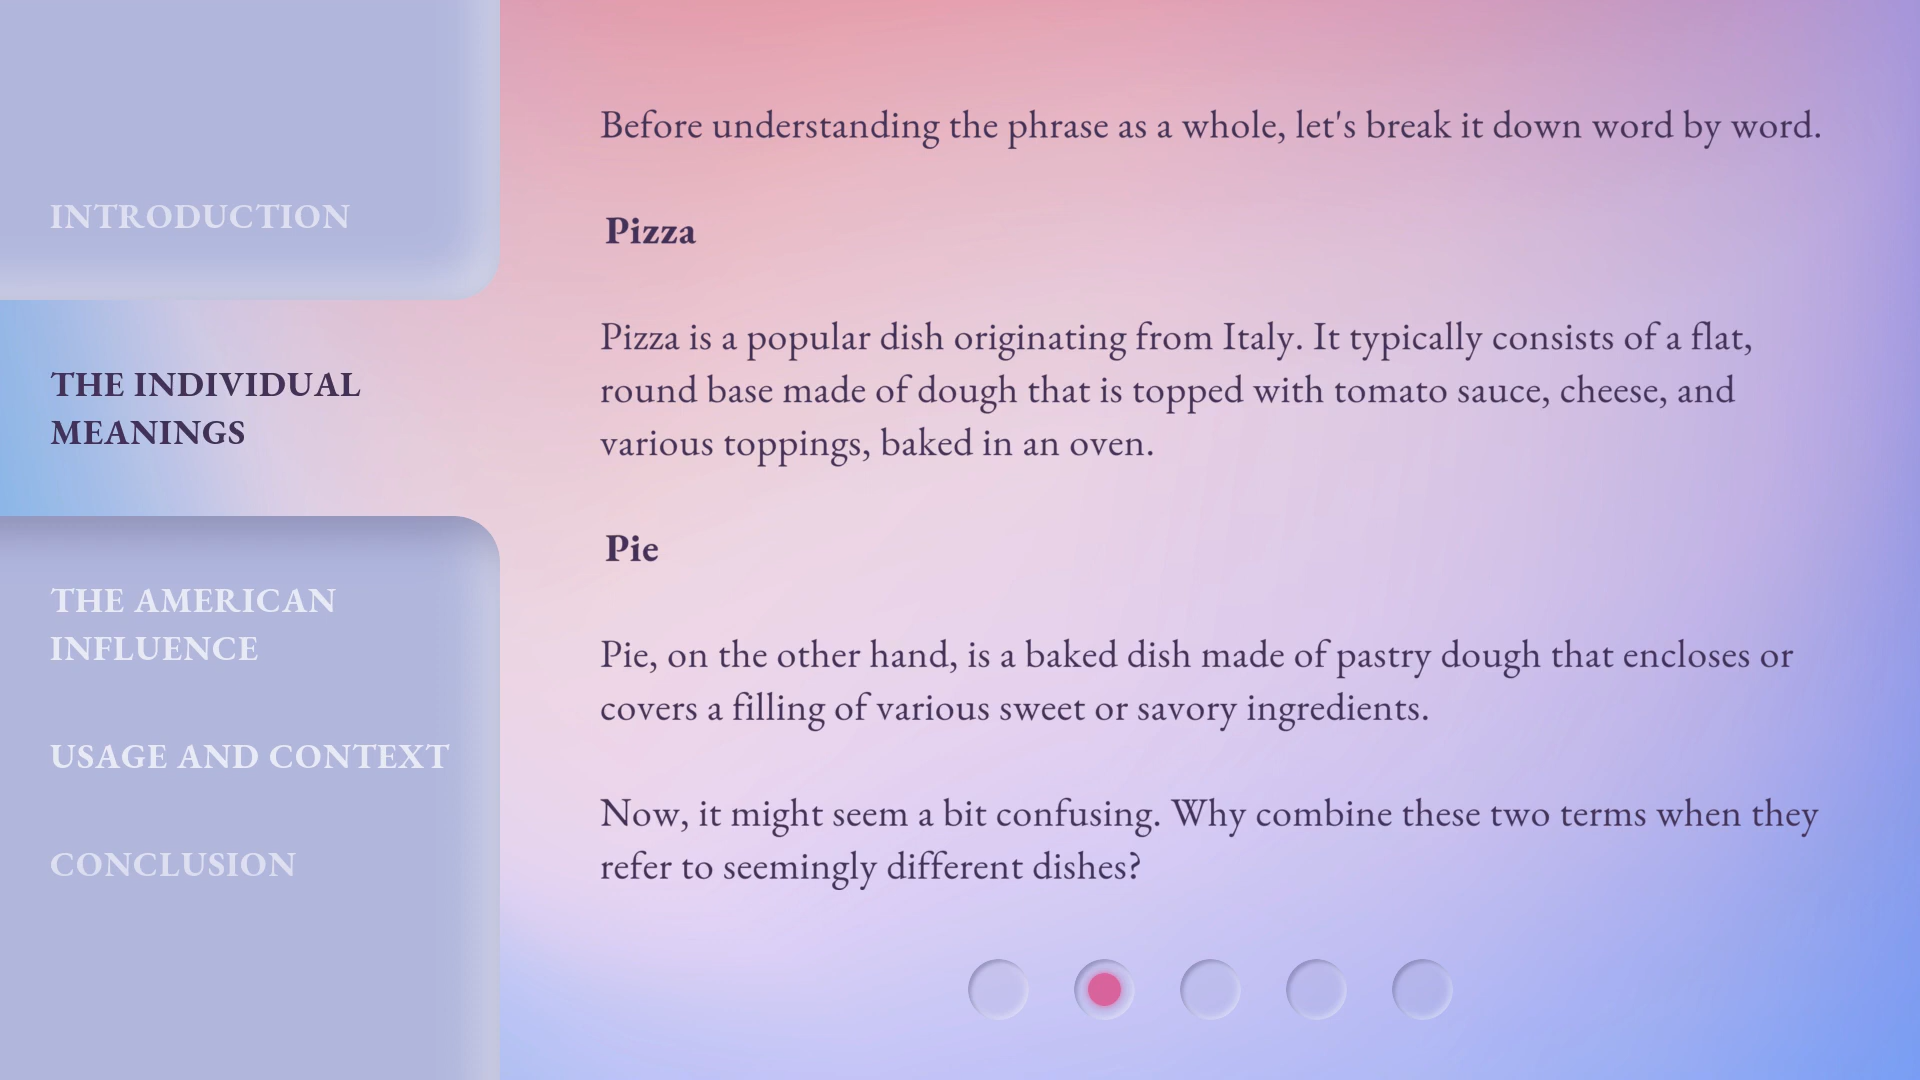 INTRODUCTION
THE INDIVIDUAL
MEANINGS
THE AMERICAN
INFLUENCE
USAGE AND CONTEXT
CONCLUSION
Before understanding the phrase as a whole, let's break it down word by word.
Pizza
Pizza is a popular dish originating from Italy. It typically consists of a flat,
round base made of dough that is topped with tomato sauce, cheese, and
various toppings, baked in an oven.
Pie
Pie, on the other hand, is a baked dish made of pastry dough that encloses or
covers a filling of various sweet or savory ingredients.
Now, it might seem a bit confusing. Why combine these two terms when they
refer to seemingly different dishes?